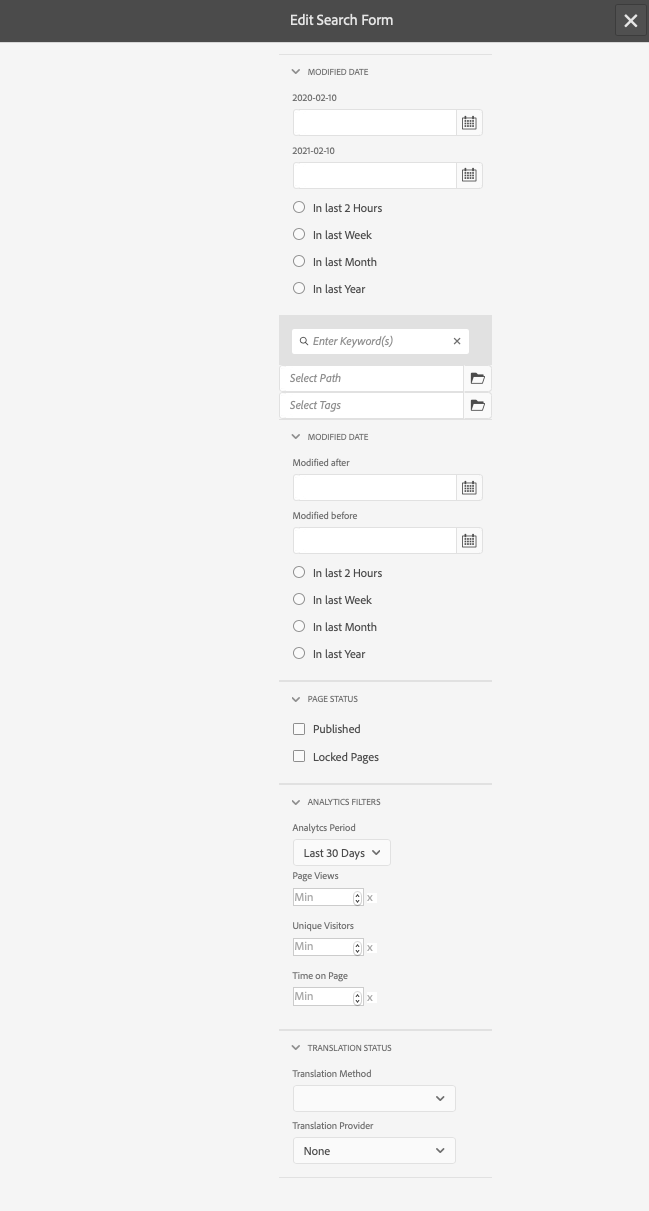 Edit Search Form
MODIFIED DATE
2020-02-10
2021-02-10
In last 2 Hours
In last Week
In last Month
In last Year
Enter Keyword(s)
Select Path
Select Tags
MODIFIED DATE
Modified after
Modified before
In last 2 Hours
In last Week
In last Month
In last Year
PAGE STATUS
Published
Locked Pages
ANALYTICS FILTERS
Analytcs Period
Last 30 Days
Page Views
Min x
Unique Visitors
Min x
Time on Page
Min x
TRANSLATION STATUS
Translation Method
Translation Provider
None